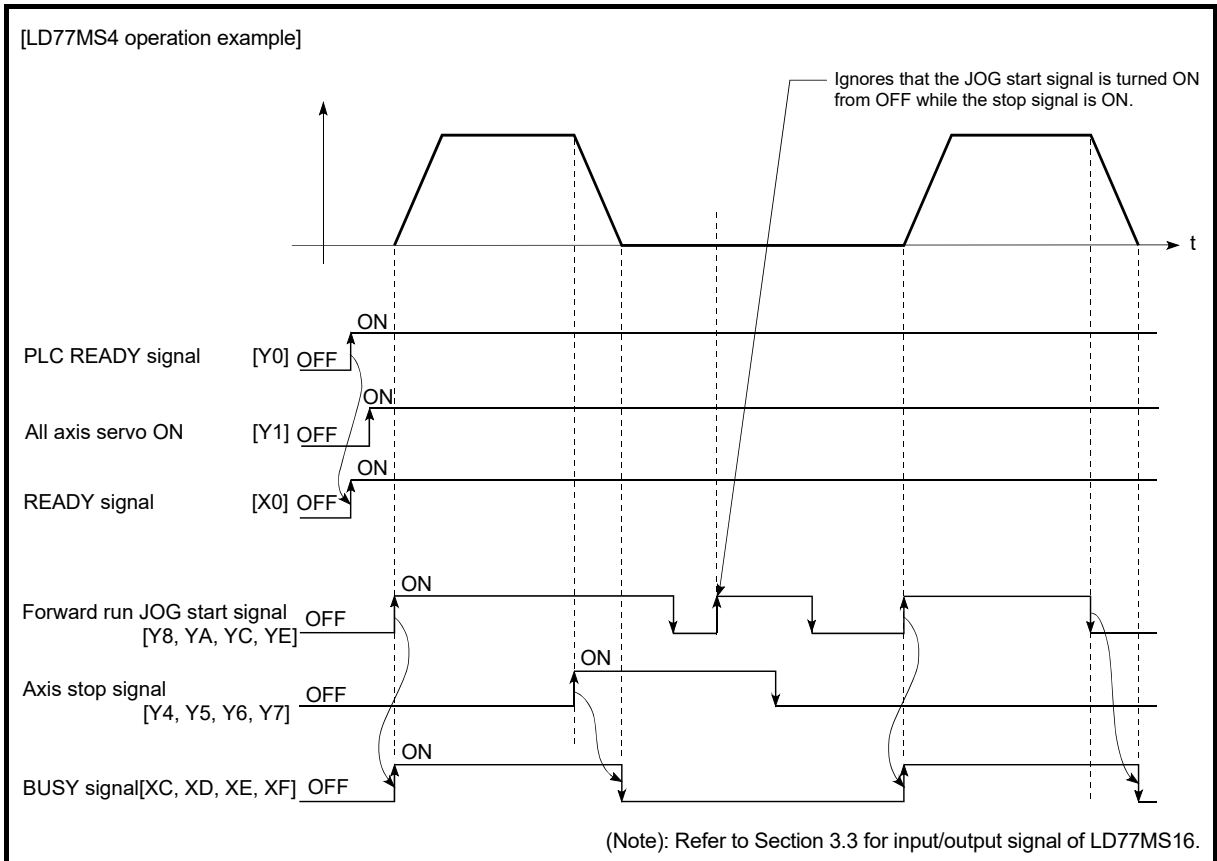 [LD77MS4 operation example]
Ignores that the JOG start signal is turned ON
from OFF while the stop signal is ON.
t
ON
PLC READY signal [Y0] OFF
ON
All axis servo ON [Y1] OFF
ON
READY signal [X0] OFF
ON
Forward run JOG start signal OFF
[Y8, YA, YC, YE]
ON
Axis stop signal OFF
[Y4, Y5, Y6, Y7]
ON
BUSY signal[XC, XD, XE, XF] OFF
(Note): Refer to Section 3.3 for input/output signal of LD77MS16.